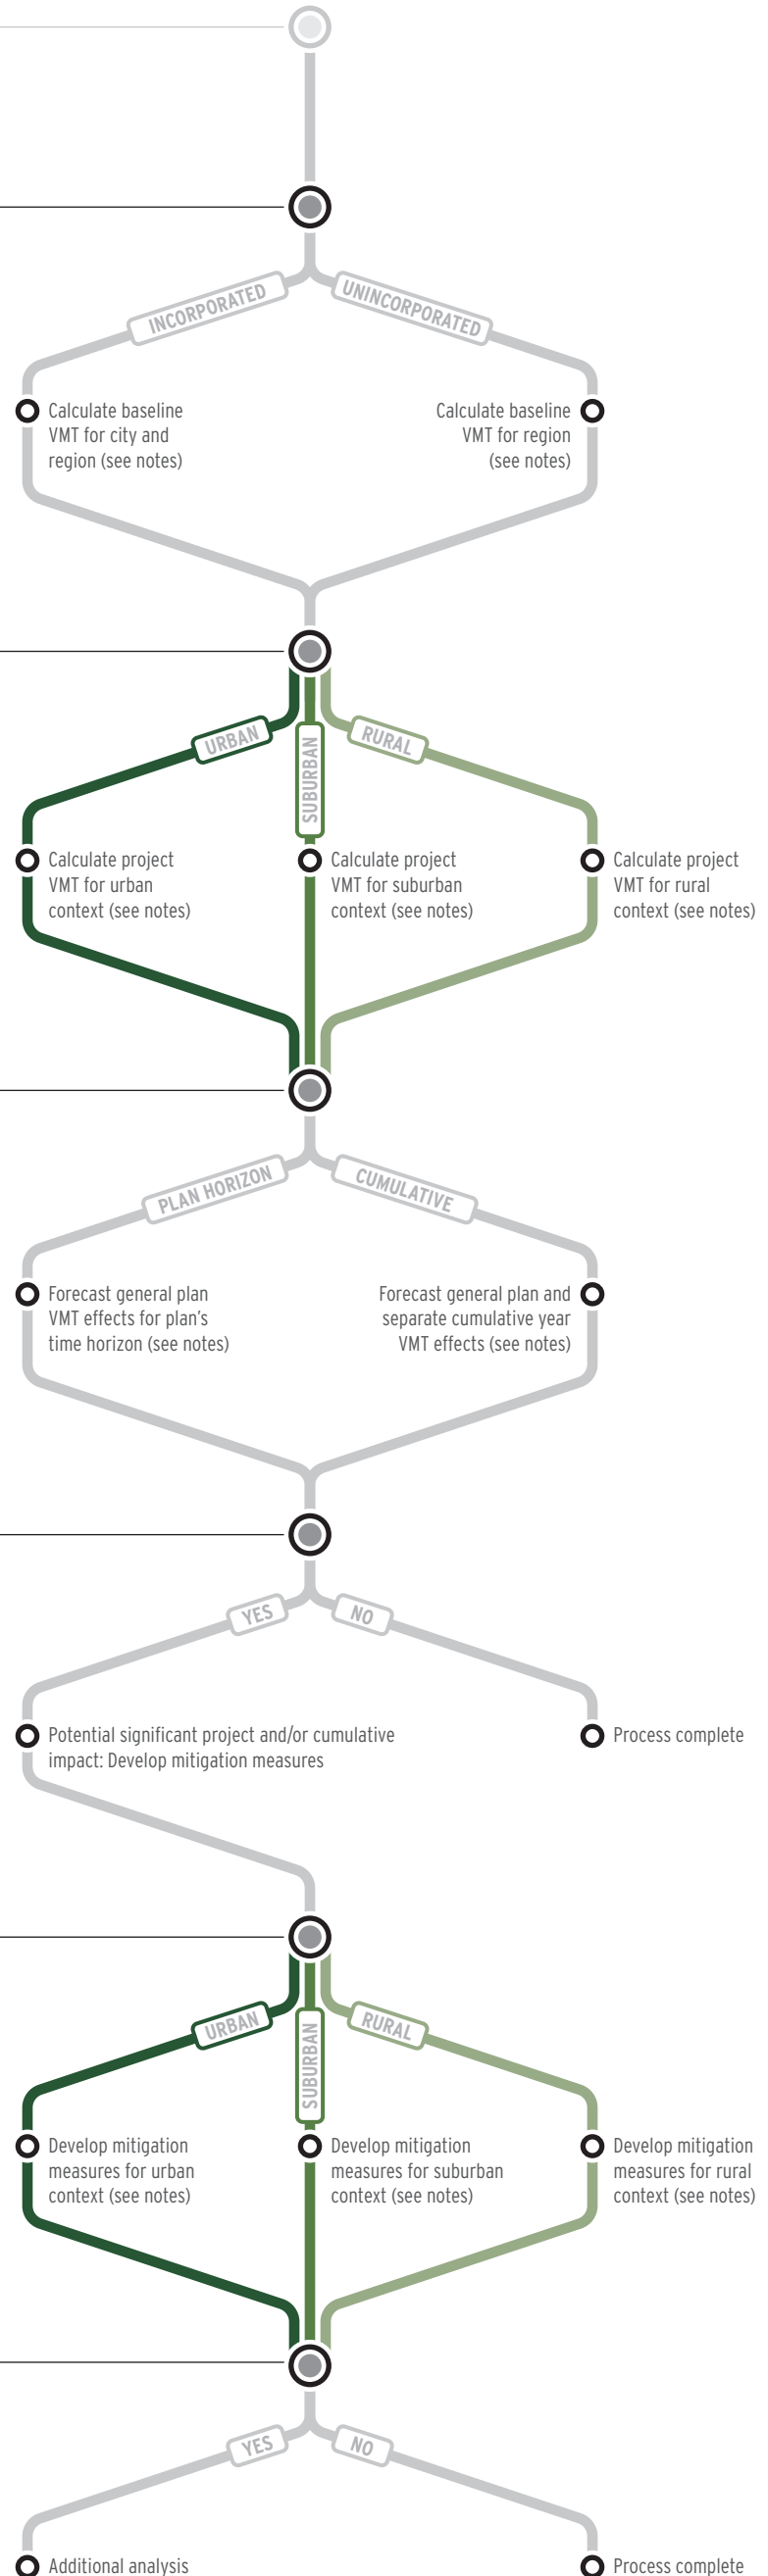 INCORPORATED
UNINCORPORATED
Calculate baseline
VMT for city and
region (see notes)
Calculate baseline
VMT for region
(see notes)
URBAN
SUBURBAN
RURAL
Calculate project
VMT for urban
context (see notes)
Calculate project
VMT for suburban
context (see notes)
Calculate project
VMT for rural
context (see notes)
PLAN HORIZON
CUMULATIVE
Forecast general plan
VMT effects for plan's
time horizon (see notes)
Forecast general plan and
separate cumulative year
VMT effects (see notes)
YES
NO
Potential significant project and/or cumulative
impact: Develop mitigation measures
Process complete
URBAN
SUBURBAN
RURAL
Develop mitigation
measures for urban
context (see notes)
Develop mitigation
measures for suburban
context (see notes)
Develop mitigation
measures for rural
context (see notes)
YES
NO
Additional analysis
Process complete